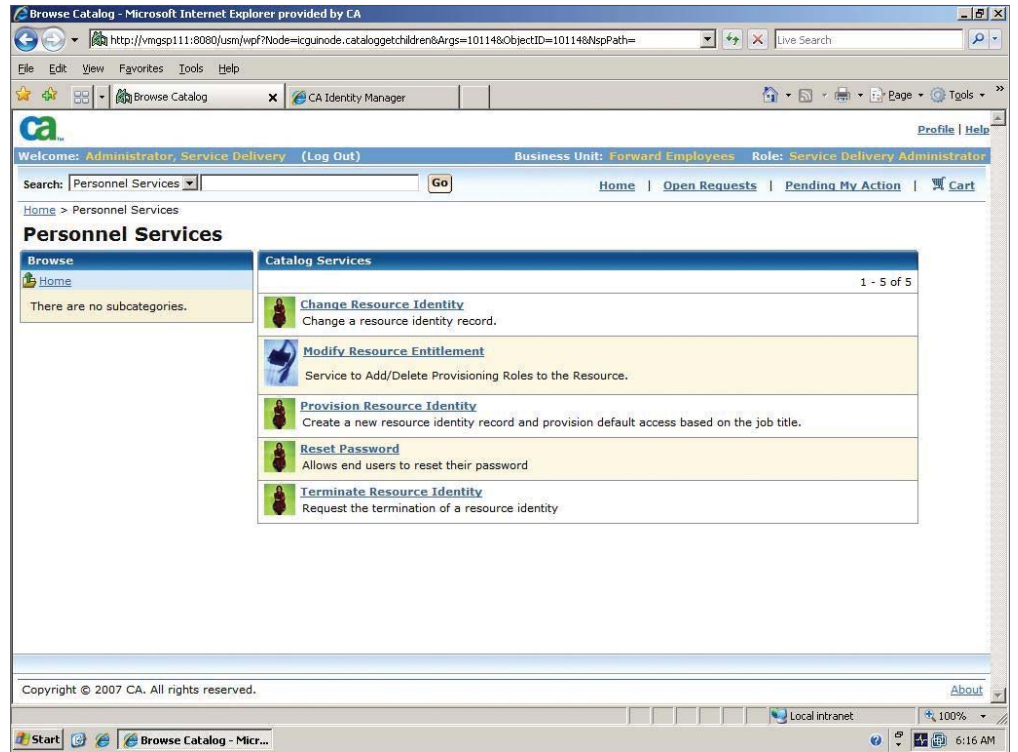 Browse Catalog - Microsoft Internet Explorer provided by CA
http://vmgsp111:8080/usm/wpf?Node=icguinode.cataloggetchildren&Args=10114&ObjectID=10114&NspPath=
Live Search
File Edit View Favorites Tools Help
Browse Catalog
CA Identity Manager
Page Tools
ca
Profile | Help
Welcome: Administrator, Service Delivery (Log Out) Business Unit: Forward Employees Role: Service Delivery Administrator
Search: Personnel Services Go Home | Open Requests | Pending My Action | Cart
Home > Personnel Services
Personnel Services
Browse
Home
There are no subcategories.
Catalog Services
1 - 5 of 5
Change Resource Identity
Change a resource identity record.
Modify Resource Entitlement
Service to Add/Delete Provisioning Roles to the Resource.
Provision Resource Identity
Create a new resource identity record and provision default access based on the job title.
Reset Password
Allows end users to reset their password
Terminate Resource Identity
Request the termination of a resource identity
Copyright © 2007 CA. All rights reserved. About
Local intranet 100%
Start Browse Catalog - Micr... 6:16 AM